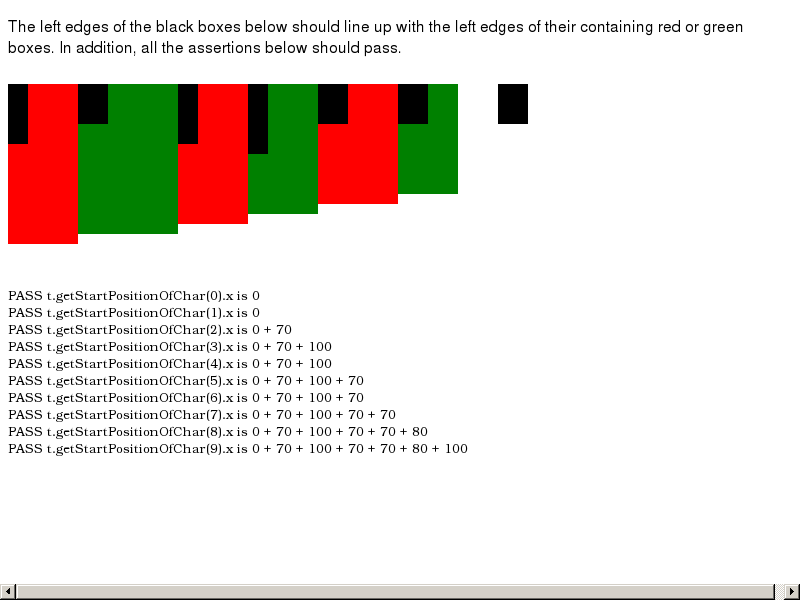 The left edges of the black boxes below should line up with the left edges of their containing red or green
boxes. In addition, all the assertions below should pass.
PASS t.getStartPositionOfChar(0).x is 0
PASS t.getStartPositionOfChar(1).x is 0
PASS t.getStartPositionOfChar(2).x is 0 + 70
PASS t.getStartPositionOfChar(3).x is 0 + 70 + 100
PASS t.getStartPositionOfChar(4).x is 0 + 70 + 100
PASS t.getStartPositionOfChar(5).x is 0 + 70 + 100 + 70
PASS t.getStartPositionOfChar(6).x is 0 + 70 + 100 + 70
PASS t.getStartPositionOfChar(7).x is 0 + 70 + 100 + 70 + 70
PASS t.getStartPositionOfChar(8).x is 0 + 70 + 100 + 70 + 70 + 80
PASS t.getStartPositionOfChar(9).x is 0 + 70 + 100 + 70 + 70 + 80 + 100